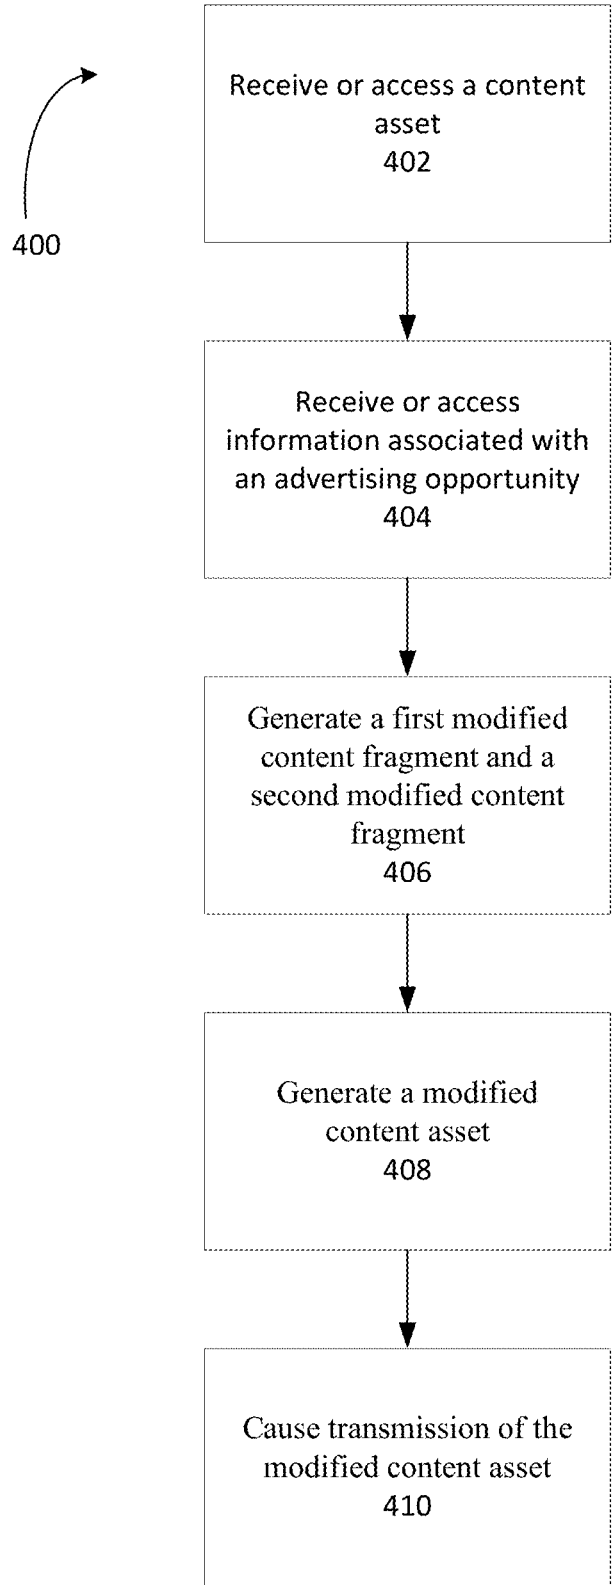 Receive or access a content
asset
402
400
Receive or access
information associated with
an advertising opportunity
404
Generate a first modified
content fragment and a
second modified content
fragment
406
Generate a modified
content asset
408
Cause transmission of the
modified content asset
410